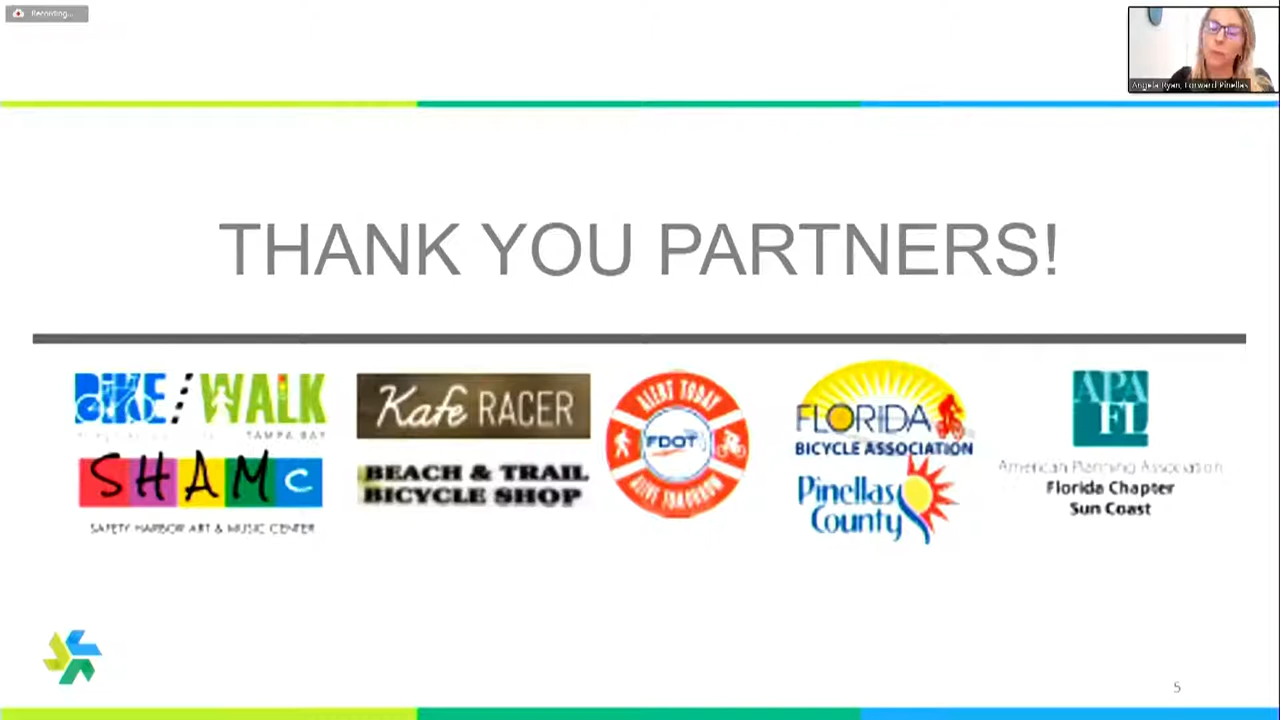 Recording...
Angela Ryan, Forward Pinellas
THANK YOU PARTNERS!
BIKE / WALK
TAMPA BAY
SHAMc
SAFETY HARBOR ART & MUSIC CENTER
Kafe RACER
BEACH & TRAIL
BICYCLE SHOP
ALERT TODAY
FDOT
ALIVE TOMORROW
FLORIDA
BICYCLE ASSOCIATION
Pinellas
County
APA
FL
American Planning Association
Florida Chapter
Sun Coast
5